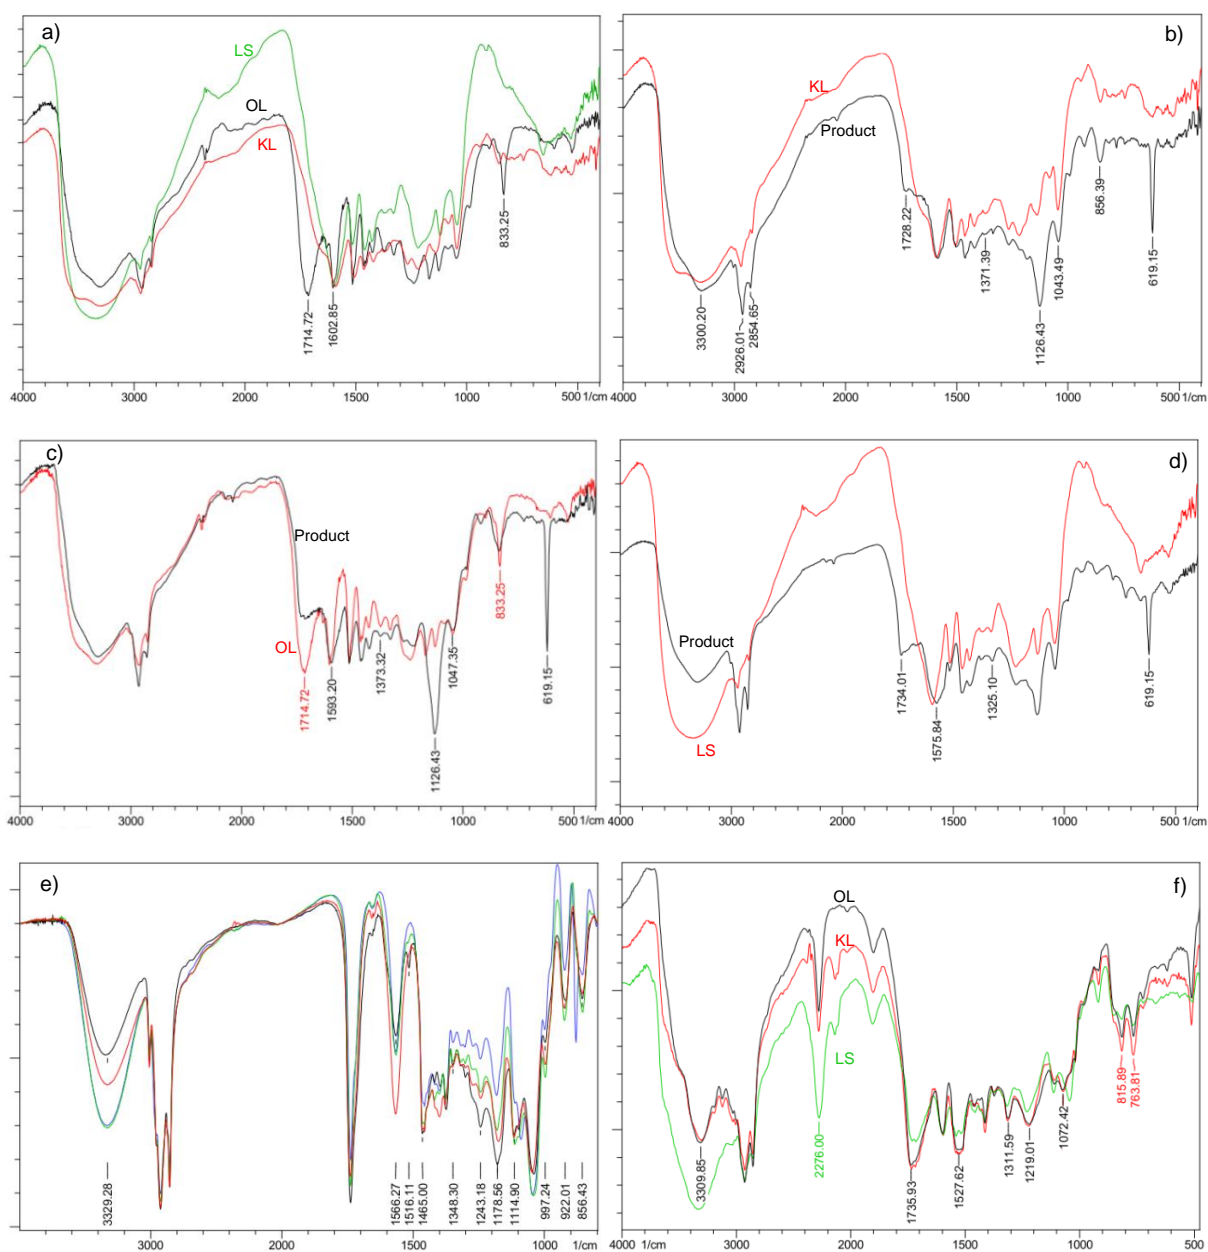 a)
LS
OL
KL
833.25
1602.85
1714.72
4000 3000 2000 1500 1000 500 1/cm
b)
KL
Product
856.39
1728.22
1371.39
1043.49
619.15
3300.20
2926.01
2854.65
1126.43
4000 3000 2000 1500 1000 500 1/cm
c)
Product
OL
833.25
1714.72
1593.20
1373.32
1047.35
619.15
1126.43
4000 3000 2000 1500 1000 500 1/cm
d)
Product
LS
1734.01
1575.84
1325.10
619.15
4000 3000 2000 1500 1000 500 1/cm
e)
3329.28
1566.27
1516.11
1465.00
1348.30
1243.18
1178.56
1114.90
997.24
922.01
856.43
3000 2000 1500 1000 1/cm
f)
OL
KL
LS
815.89
763.81
2276.00
3309.85
1735.93
1527.62
1311.59
1219.01
1072.42
4000 1/cm 3000 2000 1500 1000 500